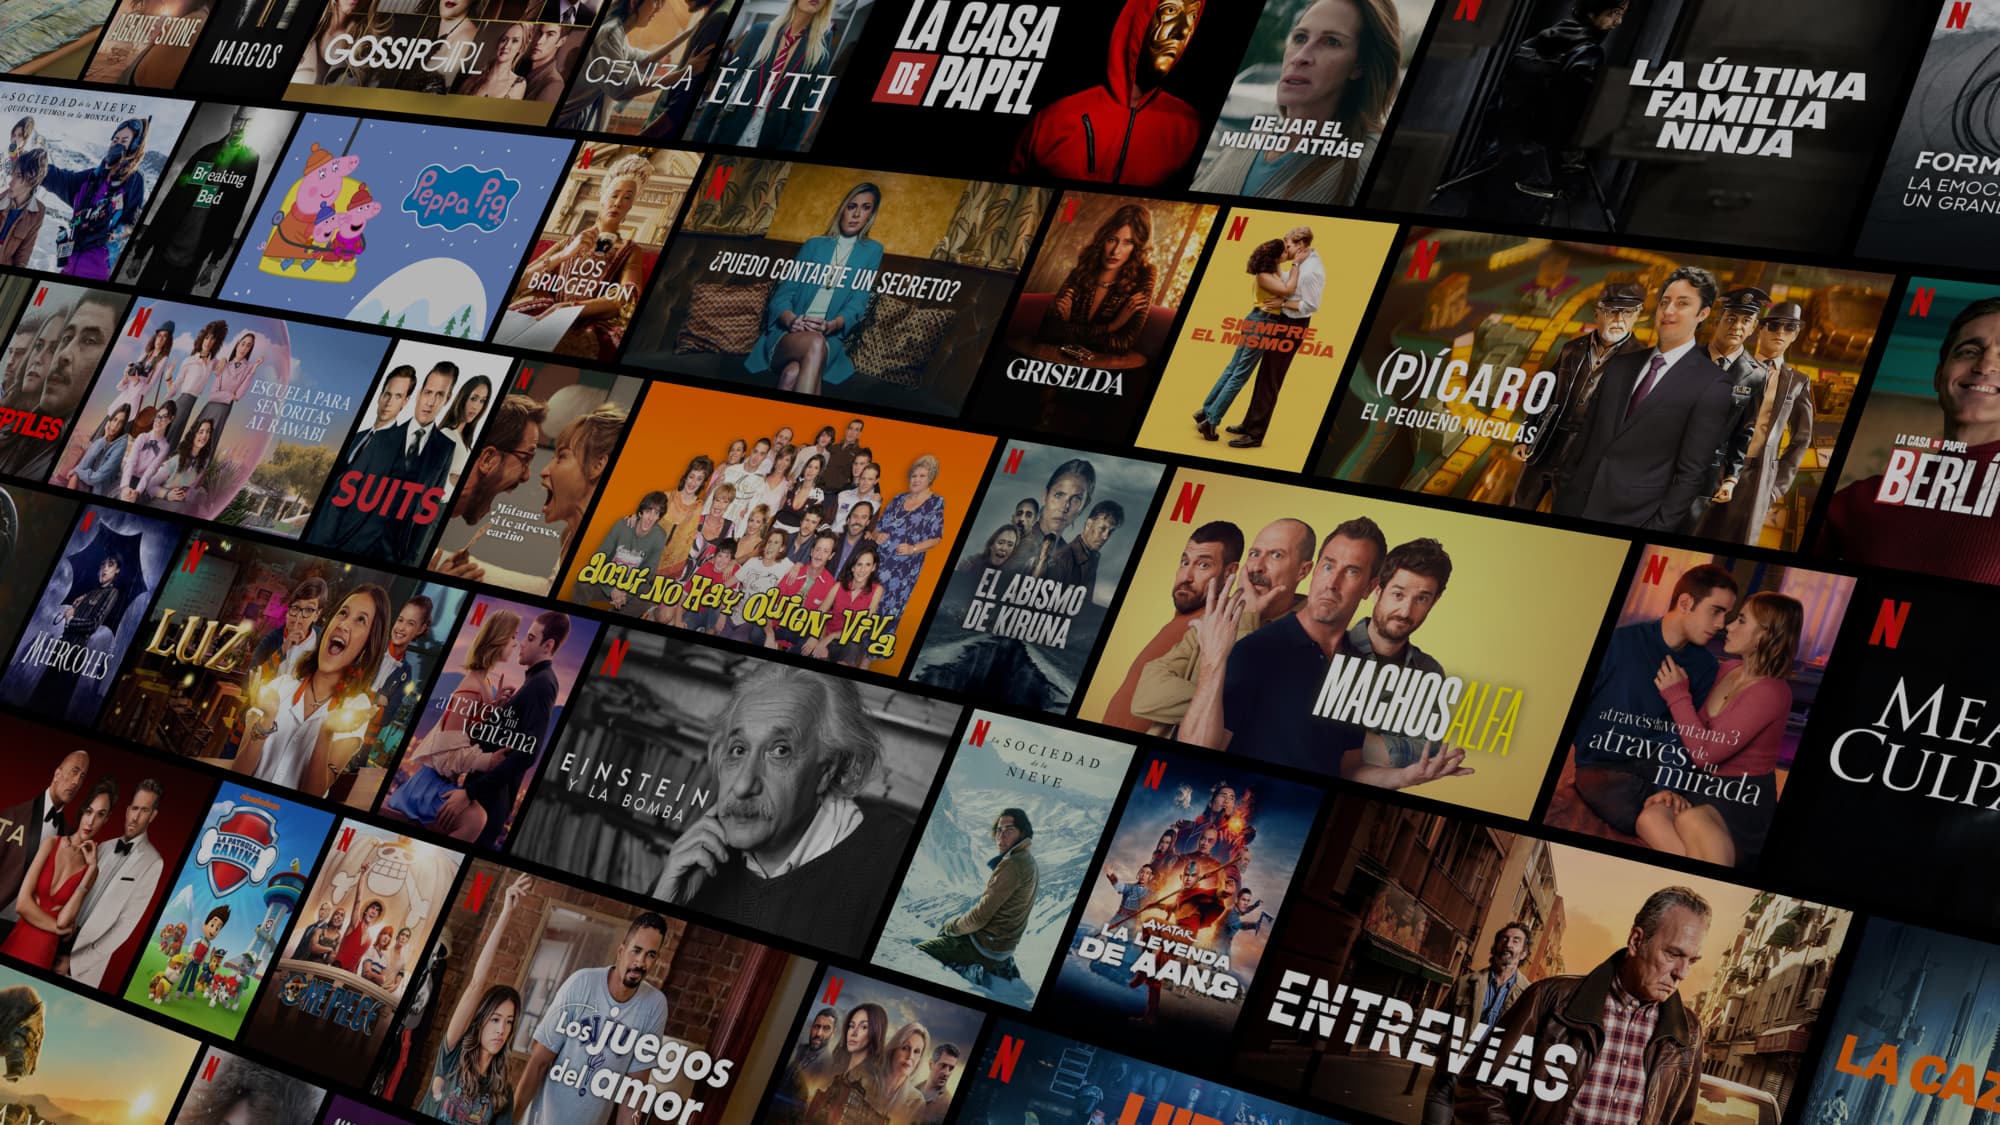 AGENTE STONE
NARCOS
GOSSIP GIRL
CENIZA
ÉLITE
LA CASA
DE PAPEL
DEJAR EL
MUNDO ATRÁS
LA ÚLTIMA
FAMILIA
NINJA
FORM
LA EMOC
UN GRAN
La SOCIEDAD de la NIEVE
¿QUIÉNES FUIMOS en la MONTAÑA?
Breaking
Bad
Peppa Pig
LOS
BRIDGERTON
¿PUEDO CONTARTE UN SECRETO?
GRISELDA
SIEMPRE
EL MISMO DÍA
(P)ÍCARO
EL PEQUEÑO NICOLÁS
LA CASA DE PAPEL
BERLÍ
EPTILES
ESCUELA PARA
SEÑORITAS
AL RAWABI
SUITS
Mátame
si te atreves,
cariño
aquí No Hay Quien Viva
EL ABISMO
DE KIRUNA
MACHOS ALFA
através de
mi ventana 3
através de
tu mirada
MEA
CULPA
MIÉRCOLES
LUZ
através de mi
ventana
EINSTEIN
Y LA BOMBA
La SOCIEDAD
de la
NIEVE
AVATAR
LA LEYENDA
DE AANG
ENTREVÍAS
LA CAZ
TA
nickelodeon
LA PATRULLA
CANINA
ONE PIECE
Los juegos
del amor